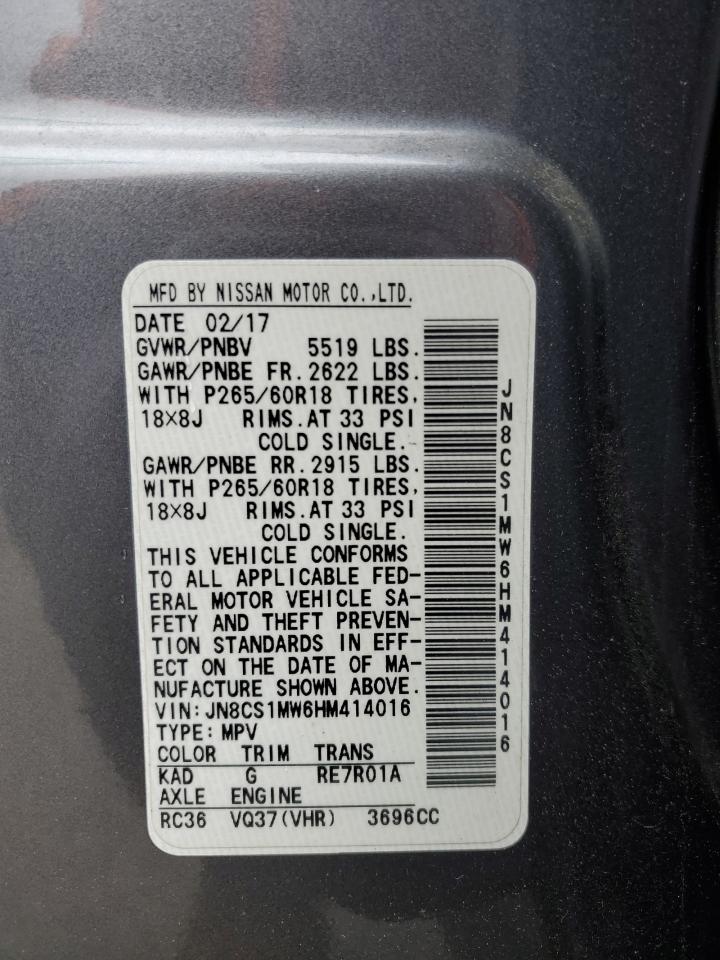 MFD BY NISSAN MOTOR CO.,LTD.
DATE 02/17
GVWR/PNBV 5519 LBS.
GAWR/PNBE FR.2622 LBS.
WITH P265/60R18 TIRES,
18×8J RIMS.AT 33 PSI
COLD SINGLE.
GAWR/PNBE RR.2915 LBS.
WITH P265/60R18 TIRES,
18×8J RIMS.AT 33 PSI
COLD SINGLE.
THIS VEHICLE CONFORMS
TO ALL APPLICABLE FED-
ERAL MOTOR VEHICLE SA-
FETY AND THEFT PREVEN-
TION STANDARDS IN EFF-
ECT ON THE DATE OF MA-
NUFACTURE SHOWN ABOVE.
VIN:JN8CS1MW6HM414016
TYPE:MPV
COLOR TRIM TRANS
KAD G RE7R01A
AXLE ENGINE
RC36 VQ37(VHR) 3696CC
JN8CS1MW6HM414016